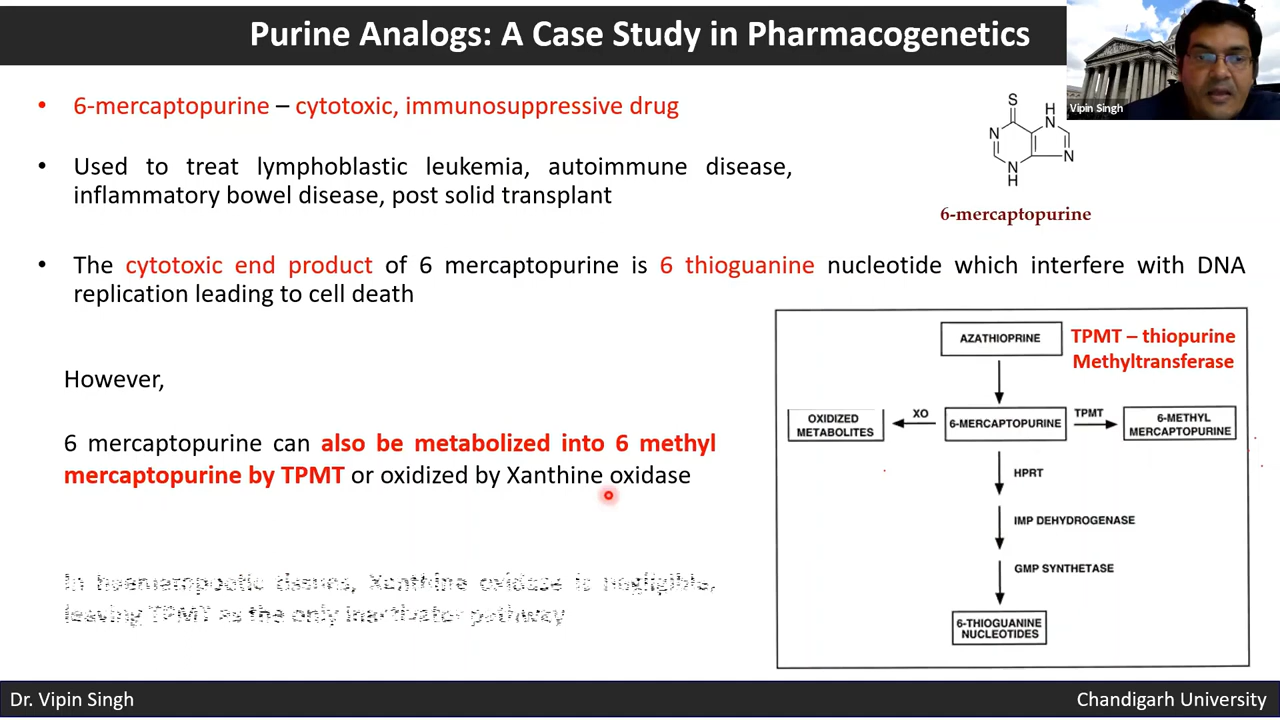 Purine Analogs: A Case Study in Pharmacogenetics
Vipin Singh
• 6-mercaptopurine – cytotoxic, immunosuppressive drug
• Used to treat lymphoblastic leukemia, autoimmune disease,
inflammatory bowel disease, post solid transplant
S
H
N
N
N
N
H
6-mercaptopurine
• The cytotoxic end product of 6 mercaptopurine is 6 thioguanine nucleotide which interfere with DNA
replication leading to cell death
However,
6 mercaptopurine can also be metabolized into 6 methyl
mercaptopurine by TPMT or oxidized by Xanthine oxidase
In haematopoetic tissues, Xanthine oxidase is negligible,
leaving TPMT as the only inactivator pathway
AZATHIOPRINE
TPMT – thiopurine
Methyltransferase
OXIDIZED
METABOLITES
XO
6-MERCAPTOPURINE
TPMT
6-METHYL
MERCAPTOPURINE
HPRT
IMP DEHYDROGENASE
GMP SYNTHETASE
6-THIOGUANINE
NUCLEOTIDES
Dr. Vipin Singh
Chandigarh University